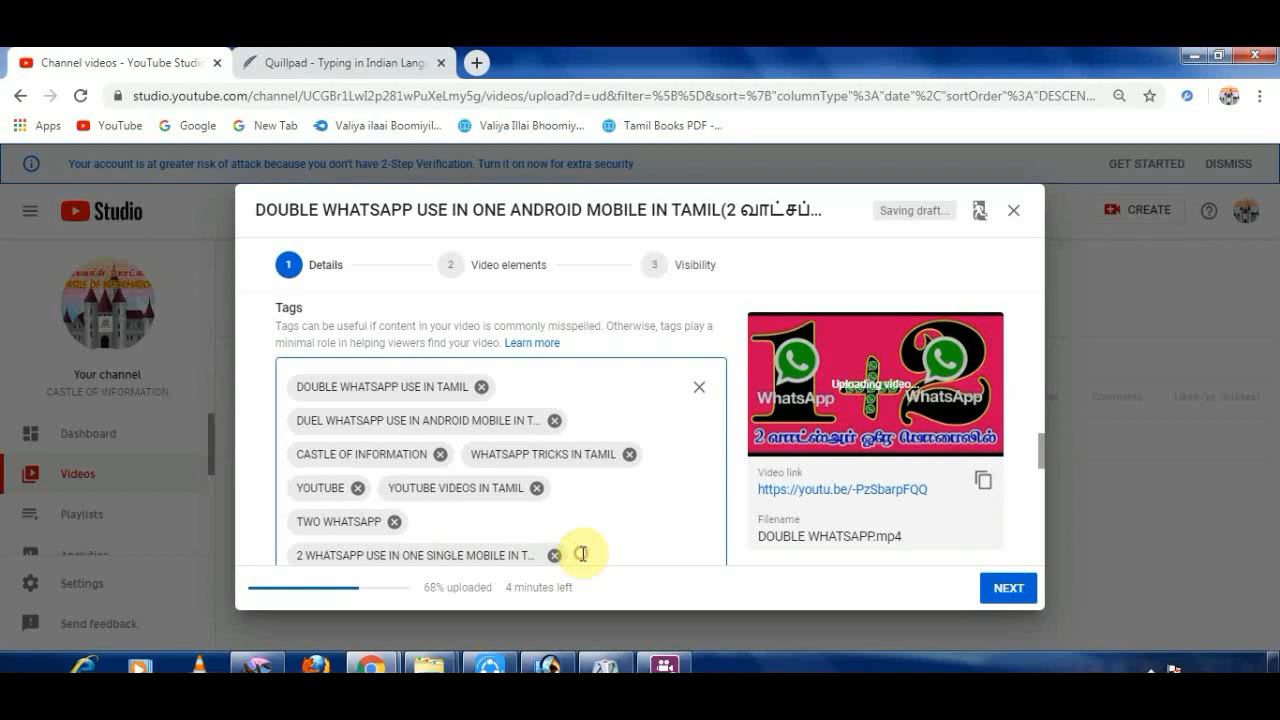 Channel videos - YouTube Studi
Quillpad - Typing in Indian Lang
studio.youtube.com/channel/UCGBr1LwI2p281wPuXeLmy5g/videos/upload?d=ud&filter=%5B%5D&sort=%7B"columnType"%3A"date"%2C"sortOrder"%3A"DESCEN...
Apps YouTube Google New Tab Valiya ilaai Boomiyil... Valiya Illai Bhoomiy... Tamil Books PDF -...
Your account is at greater risk of attack because you don't have 2-Step Verification. Turn it on now for extra security
GET STARTED DISMISS
Studio
CREATE
DOUBLE WHATSAPP USE IN ONE ANDROID MOBILE IN TAMIL(2 வாட்சப்...
Saving draft...
1 Details 2 Video elements 3 Visibility
Tags
Tags can be useful if content in your video is commonly misspelled. Otherwise, tags play a
minimal role in helping viewers find your video. Learn more
DOUBLE WHATSAPP USE IN TAMIL
DUEL WHATSAPP USE IN ANDROID MOBILE IN T...
CASTLE OF INFORMATION WHATSAPP TRICKS IN TAMIL
YOUTUBE YOUTUBE VIDEOS IN TAMIL
TWO WHATSAPP
2 WHATSAPP USE IN ONE SINGLE MOBILE IN T...
1+2
Uploading video...
WhatsApp WhatsApp
2 வாட்ஸ்அப் ஒரே மொபைலில்
Video link
https://youtu.be/-PzSbarpFQQ
Filename
DOUBLE WHATSAPP.mp4
68% uploaded 4 minutes left
NEXT
Your channel
CASTLE OF INFORMATION
Dashboard
Videos
Playlists
Analytics
Settings
Send feedback
Comments